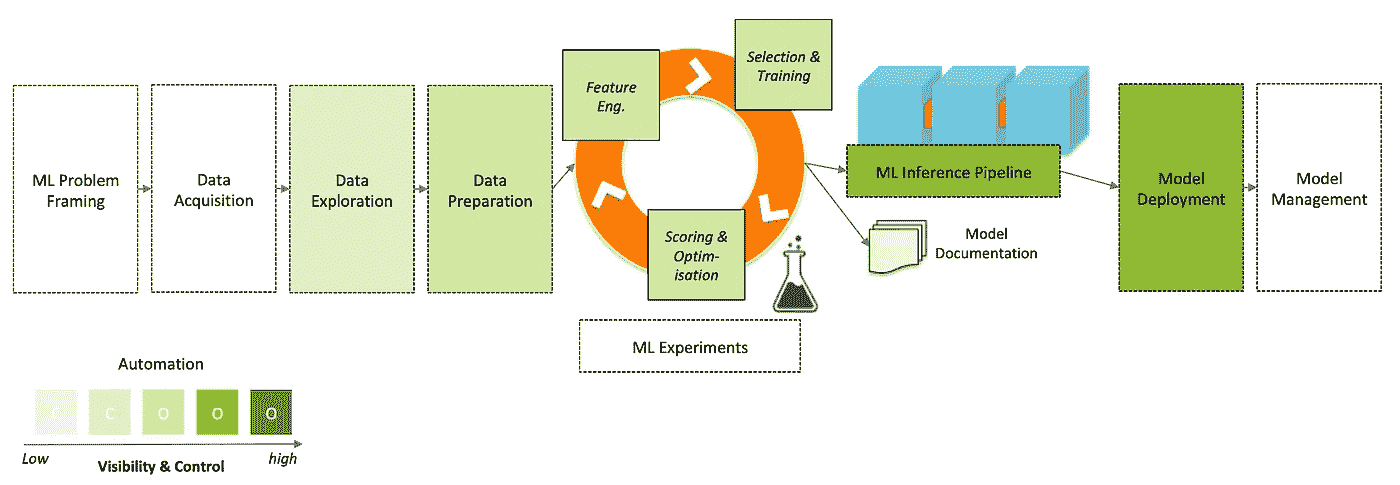 ML Problem
Framing
Data
Acquisition
Data
Exploration
Data
Preparation
Feature
Eng.
Selection &
Training
Scoring &
Optim-
isation
ML Experiments
ML Inference Pipeline
Model
Documentation
Model
Deployment
Model
Management
Automation
C C O O O
Low
high
Visibility & Control